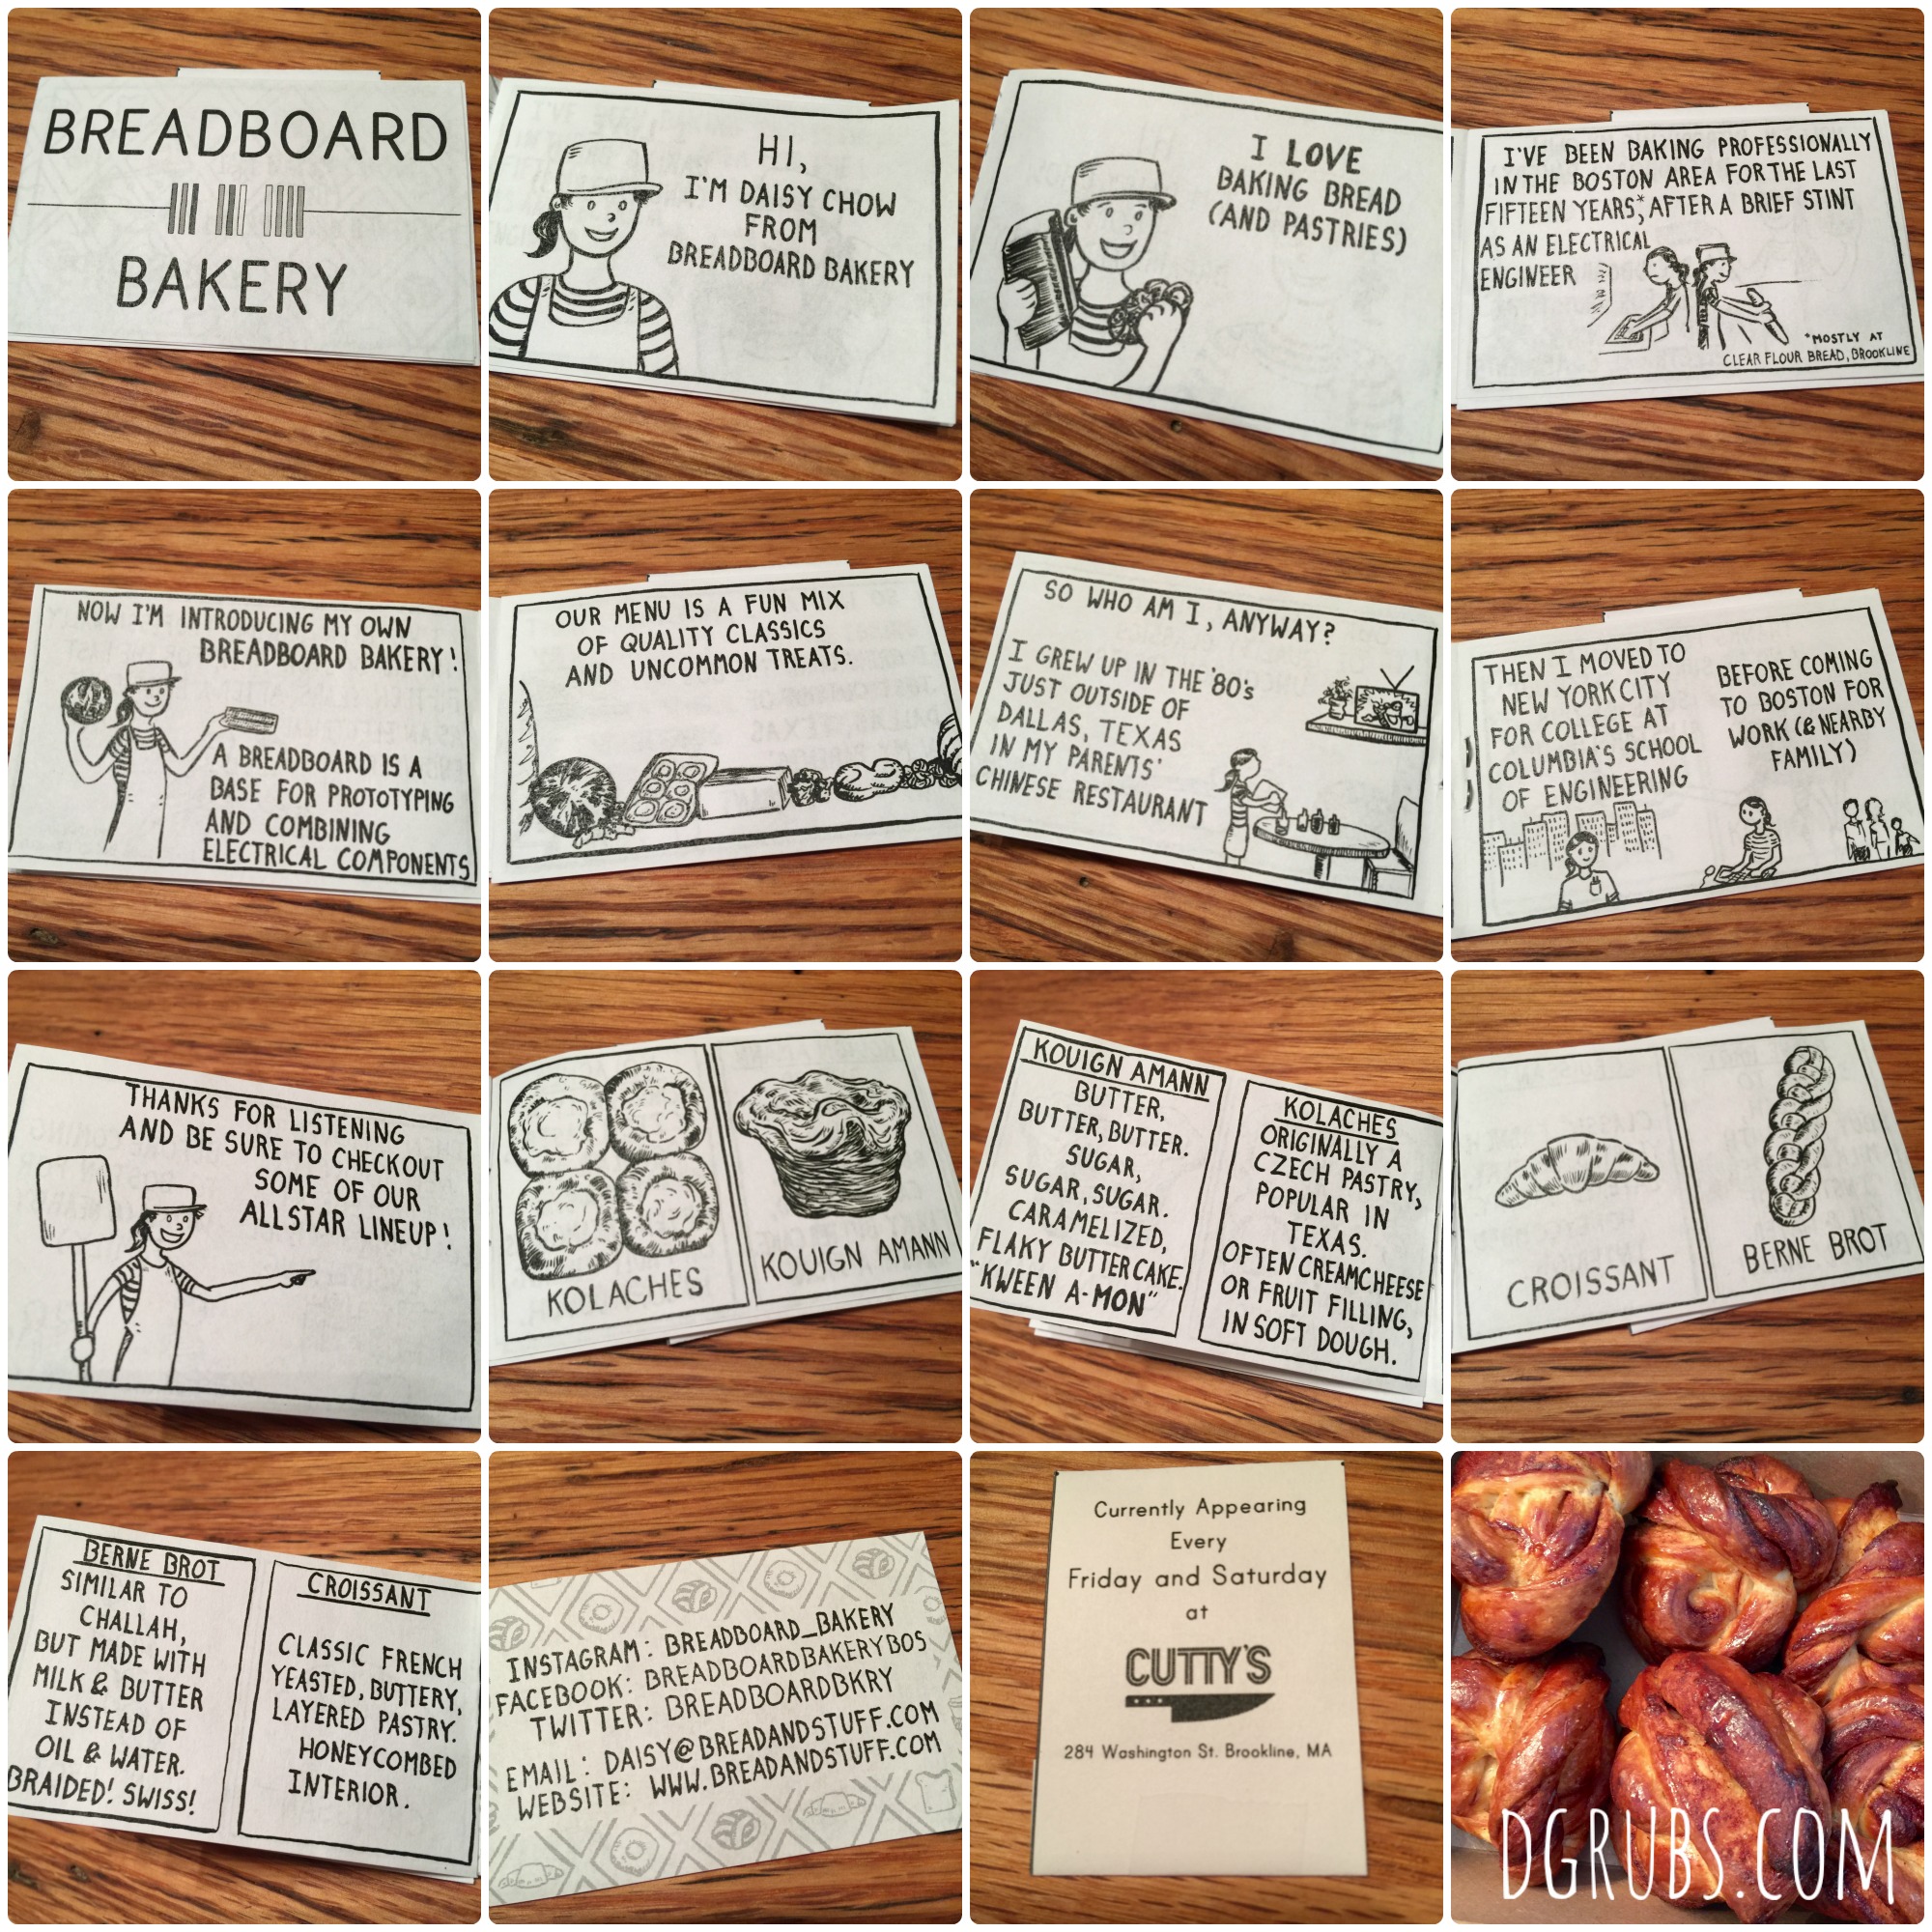 BREADBOARD
BAKERY
HI,
I'M DAISY CHOW
FROM
BREADBOARD BAKERY
I LOVE
BAKING BREAD
(AND PASTRIES)
I'VE BEEN BAKING PROFESSIONALLY
IN THE BOSTON AREA FOR THE LAST
FIFTEEN YEARS,* AFTER A BRIEF STINT
AS AN ELECTRICAL
ENGINEER
*MOSTLY AT
CLEAR FLOUR BREAD, BROOKLINE
NOW I'M INTRODUCING MY OWN
BREADBOARD BAKERY!
A BREADBOARD IS A
BASE FOR PROTOTYPING
AND COMBINING
ELECTRICAL COMPONENTS
OUR MENU IS A FUN MIX
OF QUALITY CLASSICS
AND UNCOMMON TREATS.
SO WHO AM I, ANYWAY?
I GREW UP IN THE '80's
JUST OUTSIDE OF
DALLAS, TEXAS
IN MY PARENTS'
CHINESE RESTAURANT
THEN I MOVED TO
NEW YORK CITY
FOR COLLEGE AT
COLUMBIA'S SCHOOL
OF ENGINEERING
BEFORE COMING
TO BOSTON FOR
WORK (& NEARBY
FAMILY)
THANKS FOR LISTENING
AND BE SURE TO CHECKOUT
SOME OF OUR
ALLSTAR LINEUP!
KOLACHES
KOUIGN AMANN
KOUIGN AMANN
BUTTER,
BUTTER, BUTTER.
SUGAR,
SUGAR, SUGAR.
CARAMELIZED,
FLAKY BUTTER CAKE.
"KWEEN A-MON"
KOLACHES
ORIGINALLY A
CZECH PASTRY,
POPULAR IN
TEXAS.
OFTEN CREAMCHEESE
OR FRUIT FILLING,
IN SOFT DOUGH.
CROISSANT
BERNE BROT
BERNE BROT
SIMILAR TO
CHALLAH,
BUT MADE WITH
MILK & BUTTER
INSTEAD OF
OIL & WATER.
BRAIDED! SWISS!
CROISSANT
CLASSIC FRENCH
YEASTED, BUTTERY,
LAYERED PASTRY.
HONEYCOMBED
INTERIOR.
INSTAGRAM: BREADBOARD_BAKERY
FACEBOOK: BREADBOARDBAKERYBOS
TWITTER: BREADBOARDBKRY
EMAIL: DAISY@BREADANDSTUFF.COM
WEBSITE: WWW.BREADANDSTUFF.COM
Currently Appearing
Every
Friday and Saturday
at
CUTTY'S
284 Washington St. Brookline, MA
DGRUBS.COM